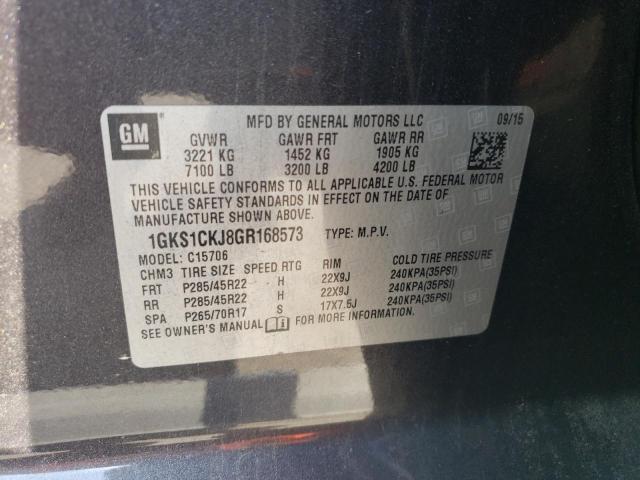 GM
MFD BY GENERAL MOTORS LLC 09/15
GVWR GAWR FRT GAWR RR
3221 KG 1452 KG 1905 KG
7100 LB 3200 LB 4200 LB
THIS VEHICLE CONFORMS TO ALL APPLICABLE U.S. FEDERAL MOTOR
VEHICLE SAFETY STANDARDS IN EFFECT ON THE DATE OF
MANUFACTURE SHOWN ABOVE.
1GKS1CKJ8GR168573 TYPE: M.P.V.
MODEL: C15706
CHM3 TIRE SIZE SPEED RTG RIM COLD TIRE PRESSURE
FRT P285/45R22 H 22X9J 240KPA(35PSI)
RR P285/45R22 H 22X9J 240KPA(35PSI)
SPA P265/70R17 S 17X7.5J 240KPA(35PSI)
SEE OWNER'S MANUAL FOR MORE INFORMATION.